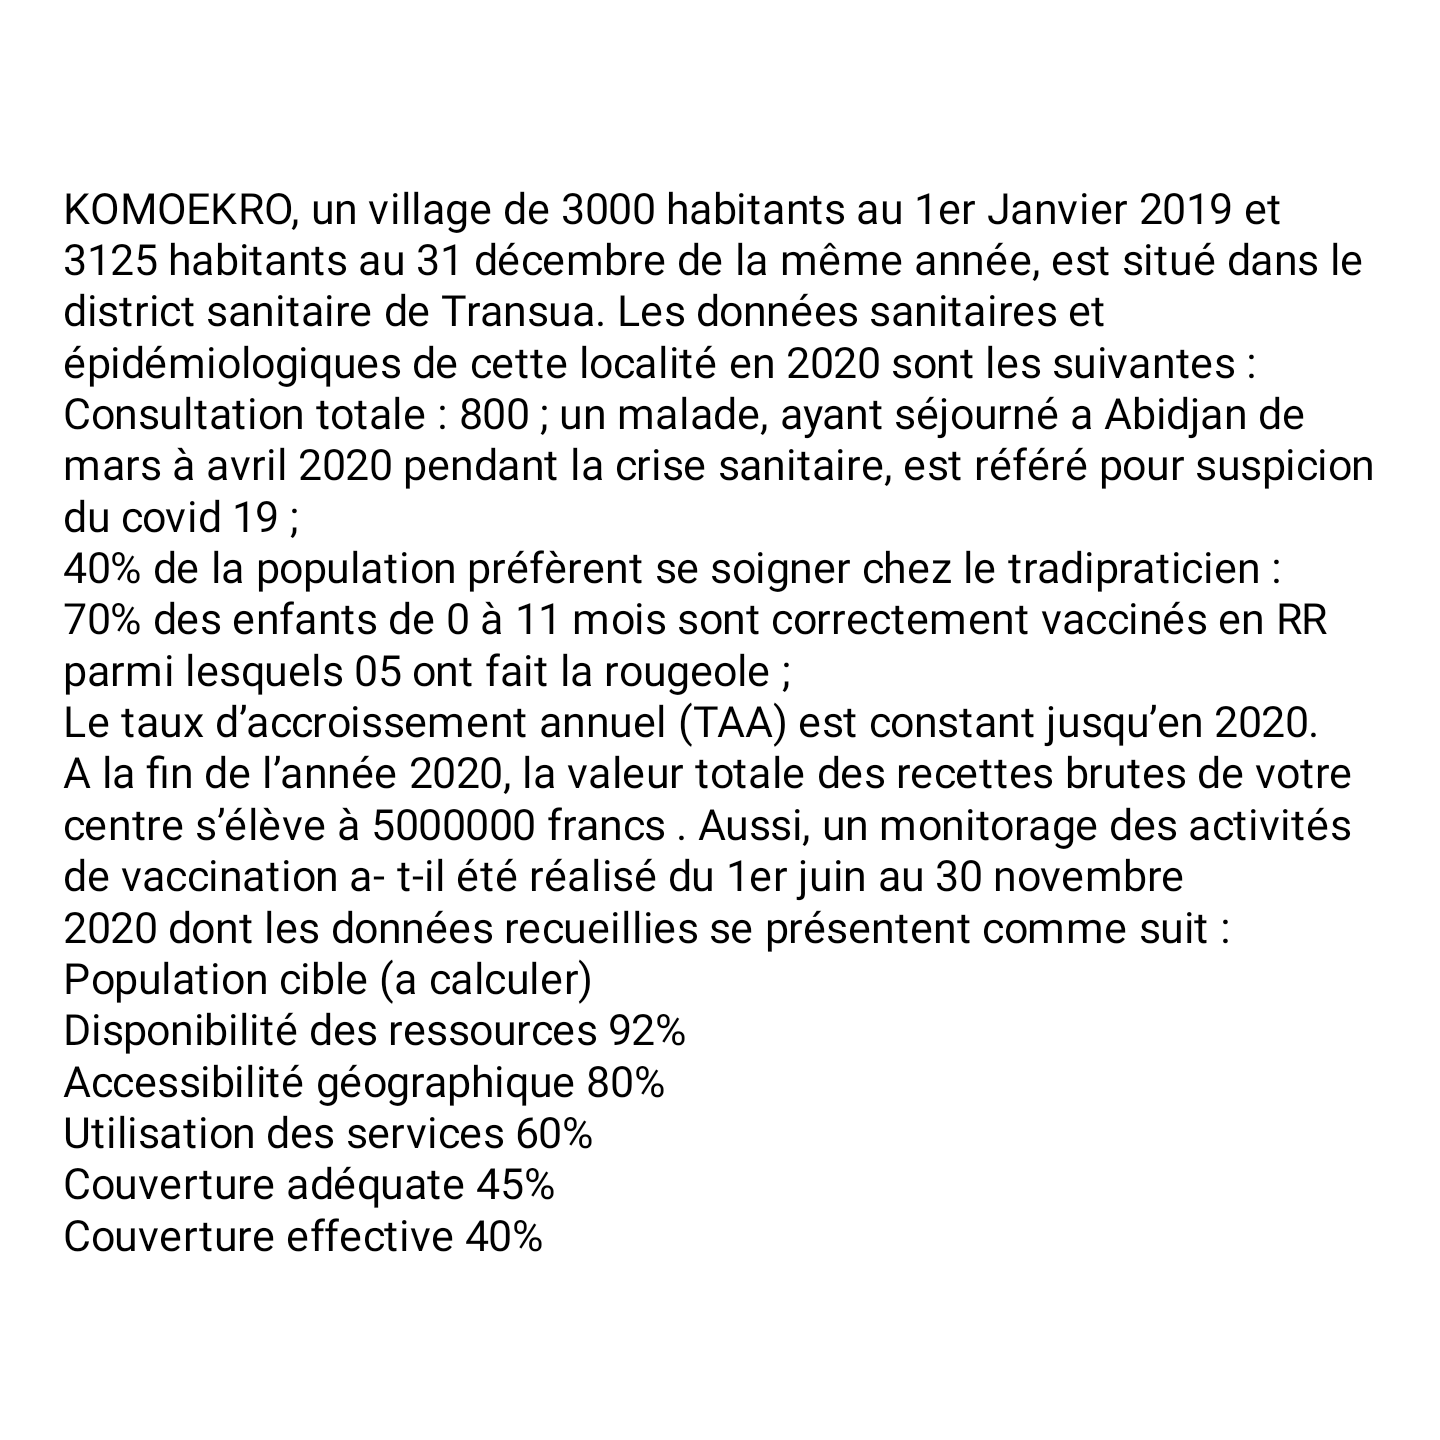 KOMOEKRO, un village de 3000 habitants au 1er Janvier 2019 et
3125 habitants au 31 décembre de la même année, est situé dans le
district sanitaire de Transua. Les données sanitaires et
épidémiologiques de cette localité en 2020 sont les suivantes :
Consultation totale : 800 ; un malade, ayant séjourné a Abidjan de
mars à avril 2020 pendant la crise sanitaire, est référé pour suspicion
du covid 19 ;
40% de la population préfèrent se soigner chez le tradipraticien :
70% des enfants de 0 à 11 mois sont correctement vaccinés en RR
parmi lesquels 05 ont fait la rougeole ;
Le taux d’accroissement annuel (TAA) est constant jusqu’en 2020.
A la fin de l’année 2020, la valeur totale des recettes brutes de votre
centre s’élève à 5000000 francs . Aussi, un monitorage des activités
de vaccination a- t-il été réalisé du 1er juin au 30 novembre
2020 dont les données recueillies se présentent comme suit :
Population cible (a calculer)
Disponibilité des ressources 92%
Accessibilité géographique 80%
Utilisation des services 60%
Couverture adéquate 45%
Couverture effective 40%